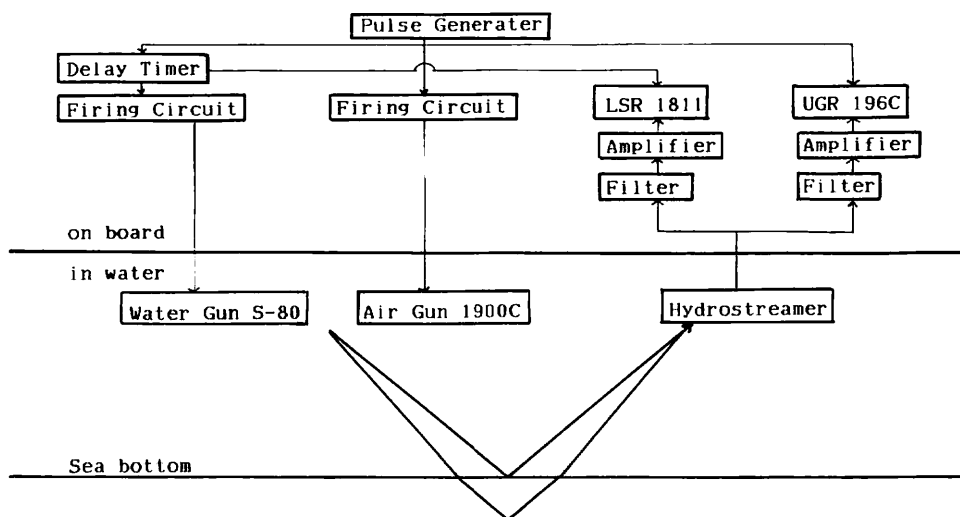 Pulse Generater
Delay Timer
Firing Circuit
Firing Circuit
LSR 1811
UGR 196C
Amplifier
Amplifier
Filter
Filter
on board
in water
Water Gun S-80
Air Gun 1900C
Hydrostreamer
Sea bottom